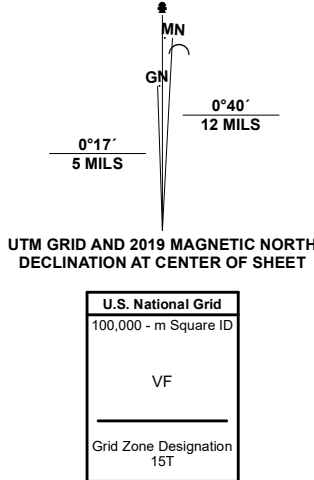 MN
GN
0°40´
12 MILS
0°17´
5 MILS
UTM GRID AND 2019 MAGNETIC NORTH
DECLINATION AT CENTER OF SHEET
U.S. National Grid
100,000 - m Square ID
VF
Grid Zone Designation
15T